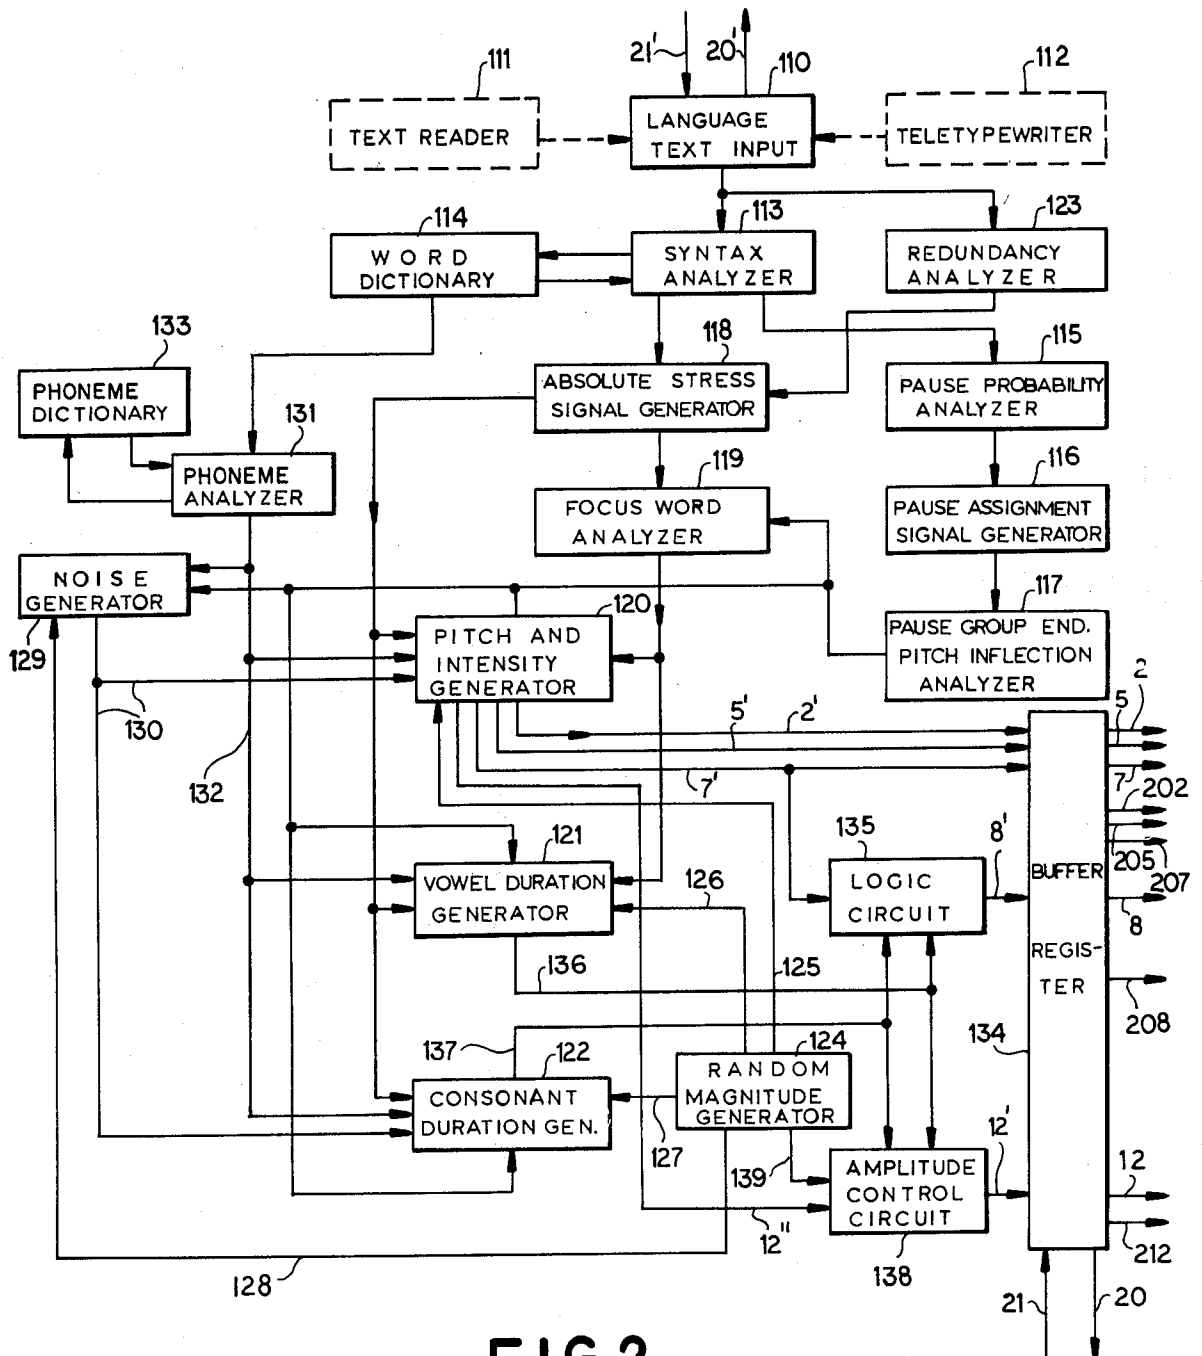 21'
20'
110
111
112
TEXT READER
LANGUAGE
TEXT INPUT
TELETYPEWRITER
114
113
123
WORD
DICTIONARY
SYNTAX
ANALYZER
REDUNDANCY
ANALYZER
133
118
115
PHONEME
DICTIONARY
131
ABSOLUTE STRESS
SIGNAL GENERATOR
PAUSE PROBABILITY
ANALYZER
PHONEME
ANALYZER
119
116
FOCUS WORD
ANALYZER
PAUSE ASSIGNMENT
SIGNAL GENERATOR
NOISE
GENERATOR
129
120
117
PITCH AND
INTENSITY
GENERATOR
PAUSE GROUP END.
PITCH INFLECTION
ANALYZER
130
132
5'
2'
7'
2
5
7
202
205
207
8
208
121
VOWEL DURATION
GENERATOR
126
135
LOGIC
CIRCUIT
8'
BUFFER
REGIS-
TER
134
136
125
137
122
124
CONSONANT
DURATION GEN.
RANDOM
MAGNITUDE
GENERATOR
127
139
AMPLITUDE
CONTROL
CIRCUIT
12'
12
212
12"
138
128
21
20
FIG. 2